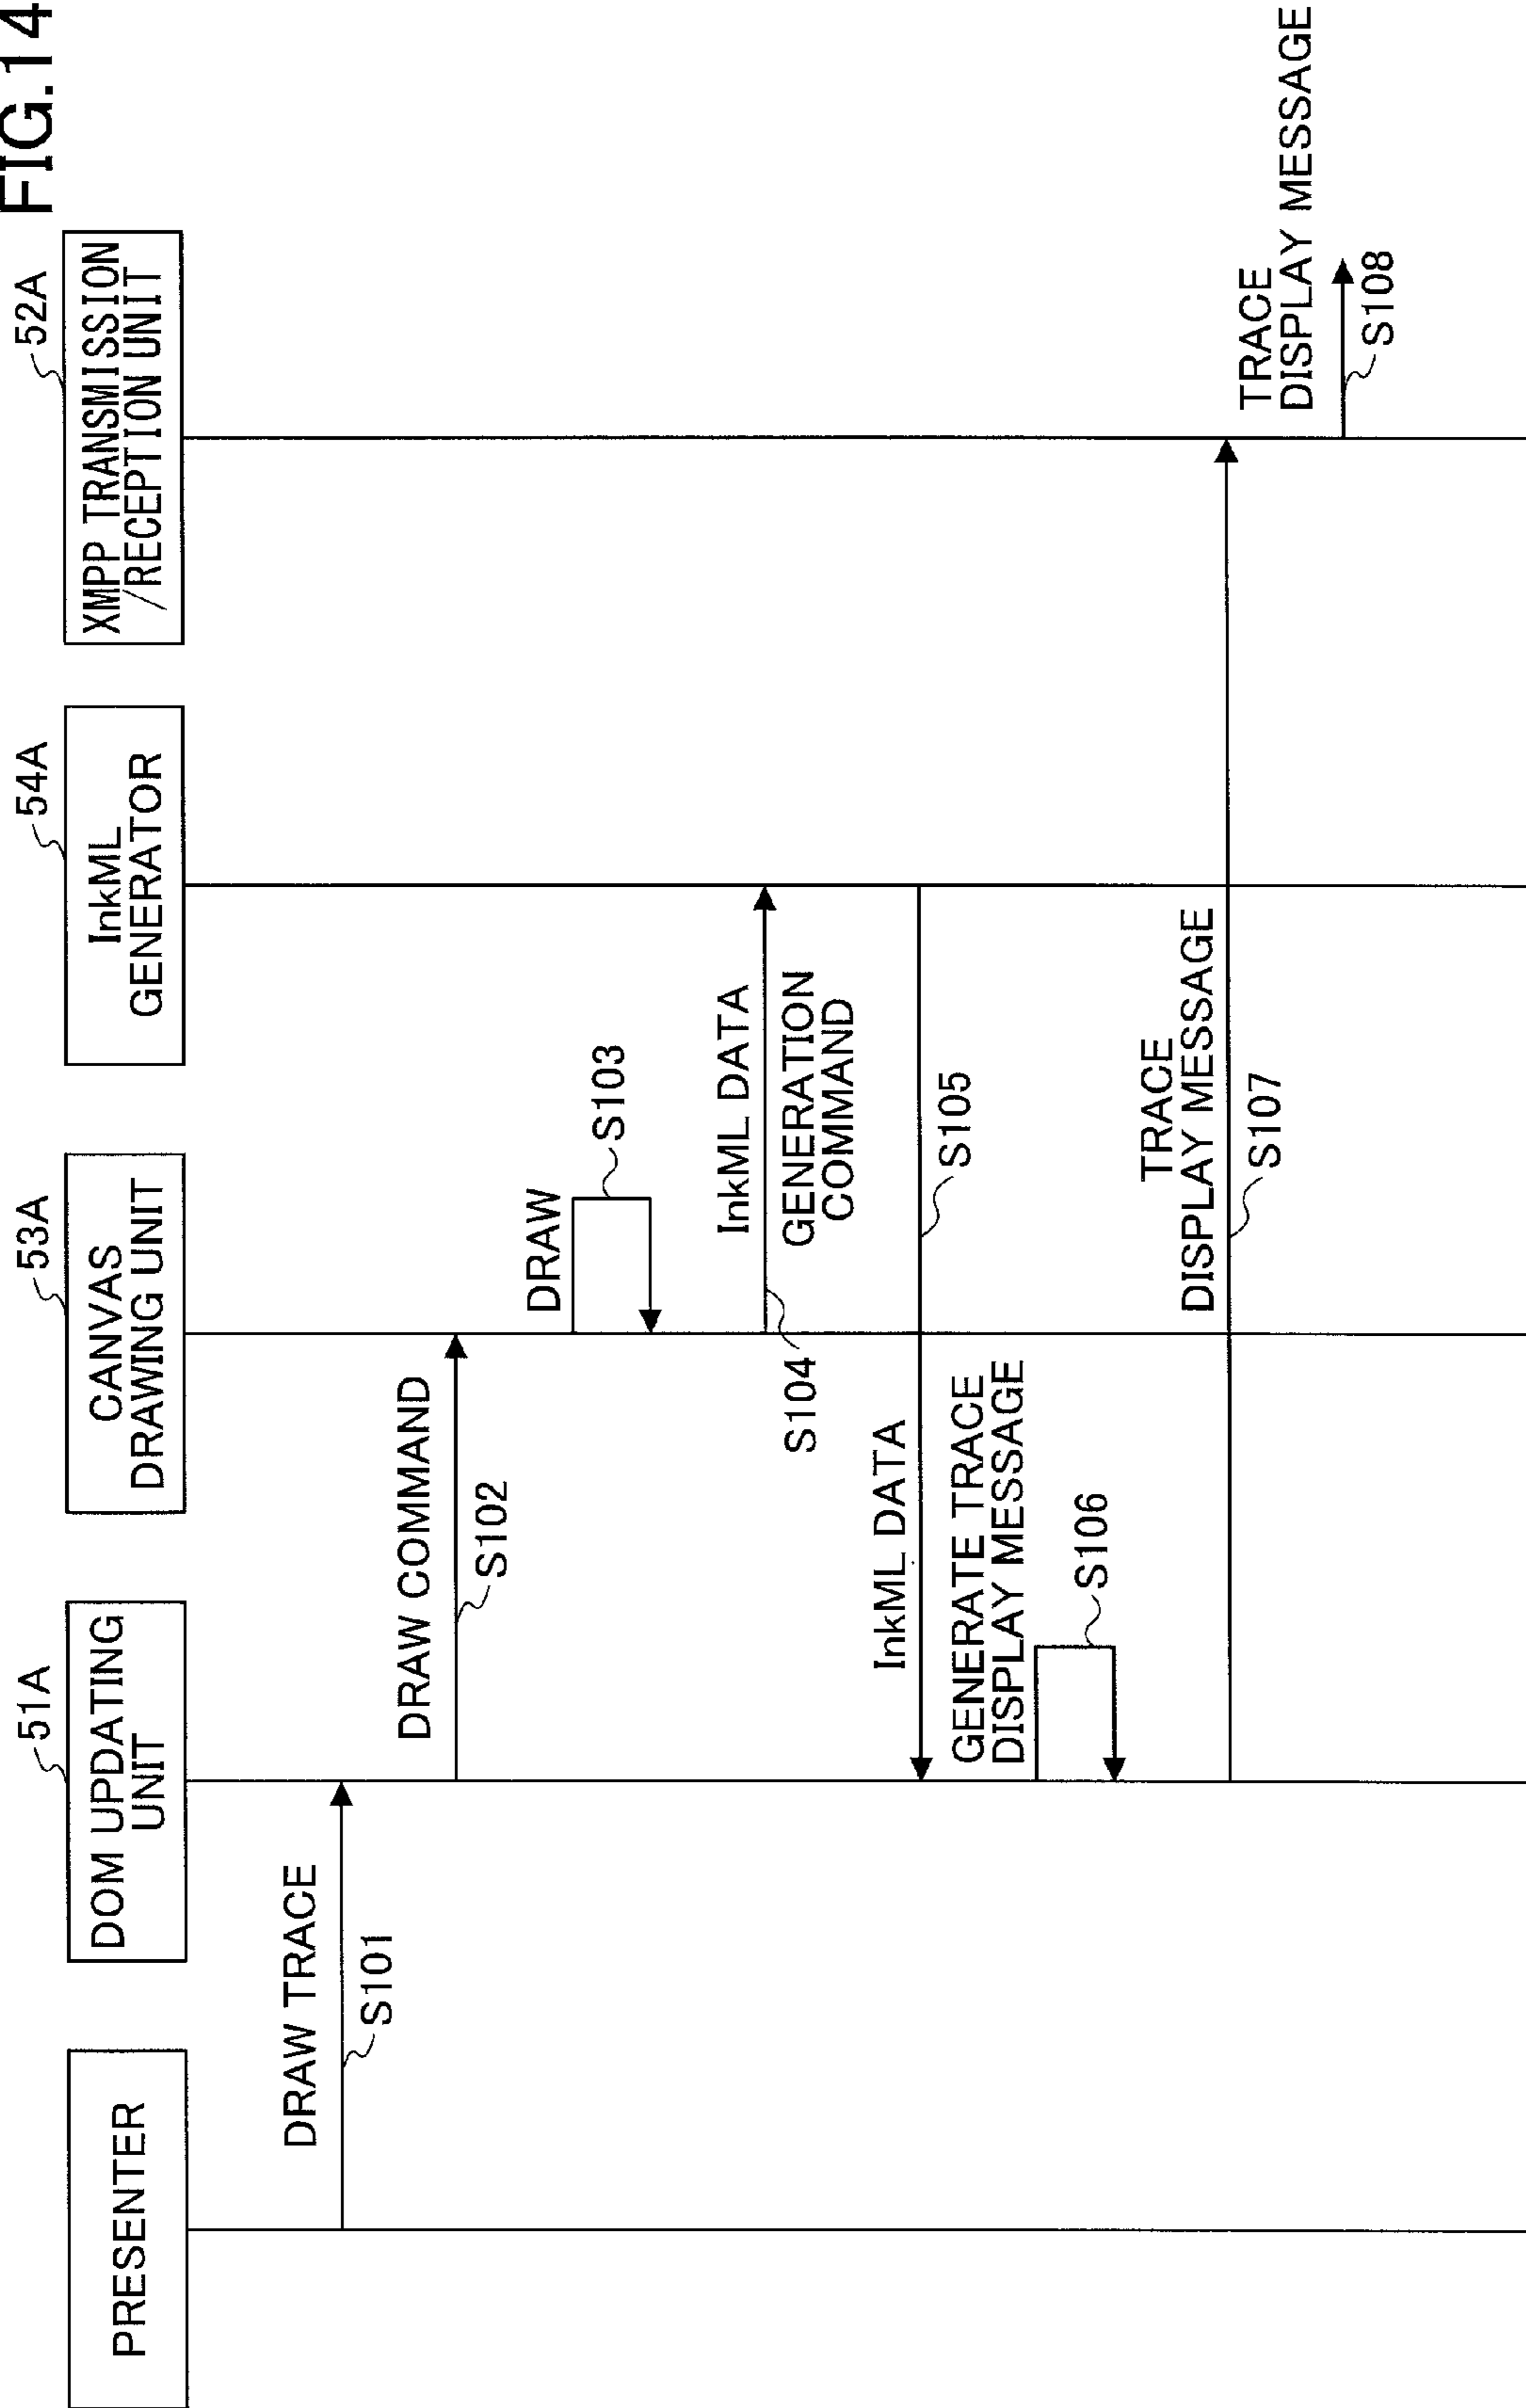 FIG.14
PRESENTER
51A
DOM UPDATING
UNIT
53A
CANVAS
DRAWING UNIT
54A
InkML
GENERATOR
52A
XMPP TRANSMISSION
/RECEPTION UNIT
DRAW TRACE
S101
DRAW COMMAND
S102
DRAW
S103
InkML DATA
GENERATION
COMMAND
S104
InkML DATA
S105
GENERATE TRACE
DISPLAY MESSAGE
S106
TRACE
DISPLAY MESSAGE
S107
TRACE
DISPLAY MESSAGE
S108